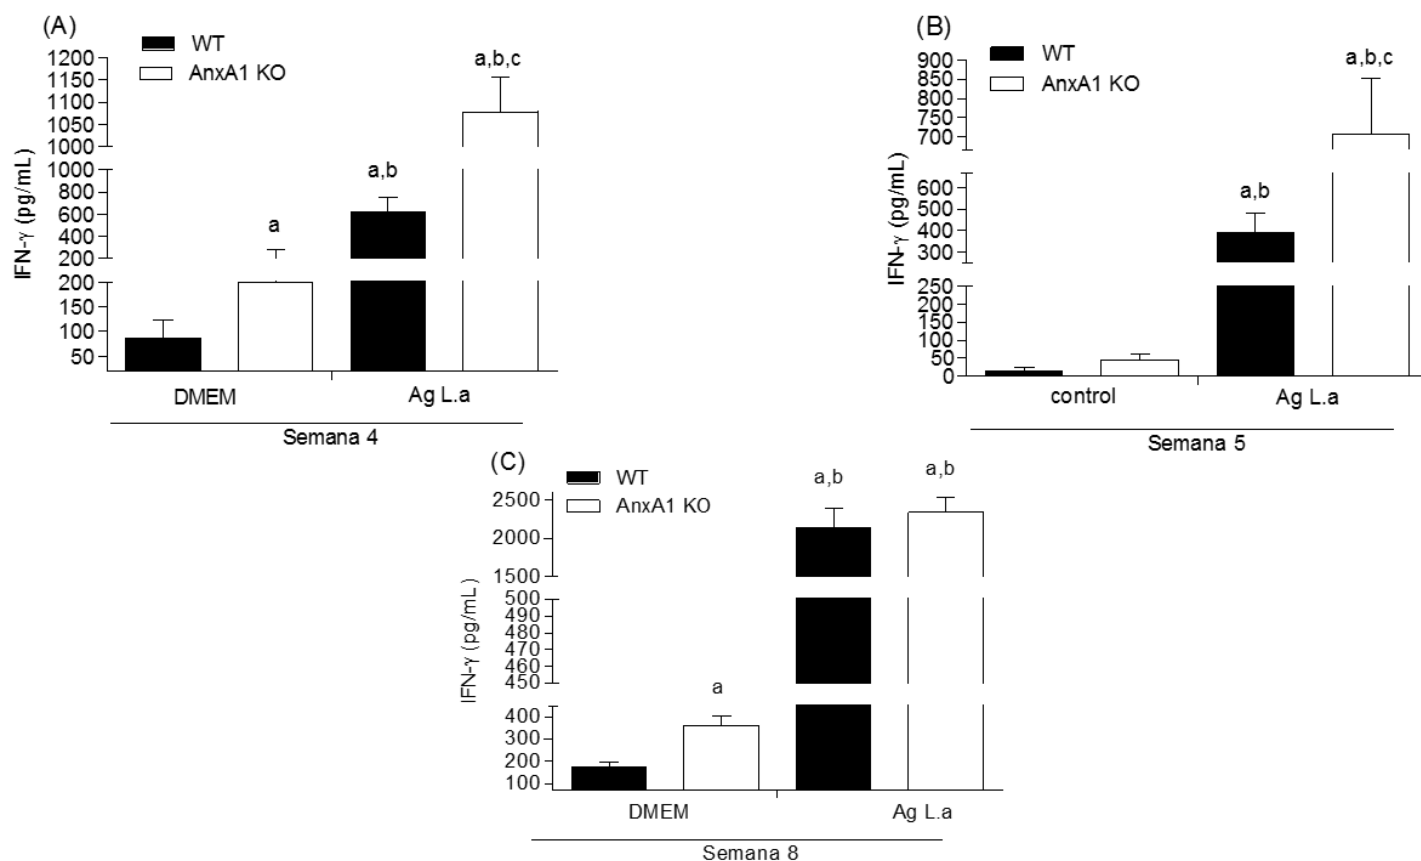 (A)
WT
AnxA1 KO
1200
1150
1100
1050
1000
1000
800
600
400
200
200
150
100
50
IFN-γ (pg/mL)
a
a,b
a,b,c
DMEM
Ag L.a
Semana 4
(B)
WT
AnxA1 KO
900
850
800
750
700
600
500
400
300
250
200
150
100
50
0
IFN-γ (pg/mL)
a,b
a,b,c
control
Ag L.a
Semana 5
(C)
WT
AnxA1 KO
2500
2000
1500
500
490
480
470
460
450
400
300
200
100
IFN-γ (pg/mL)
a
a,b
a,b
DMEM
Ag L.a
Semana 8